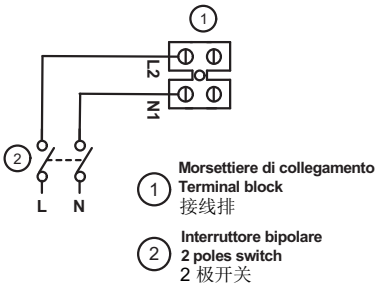 1
L2
N1
2
L N
1
Morsettiere di collegamento
Terminal block
接线排
2
Interruttore bipolare
2 poles switch
2 极开关